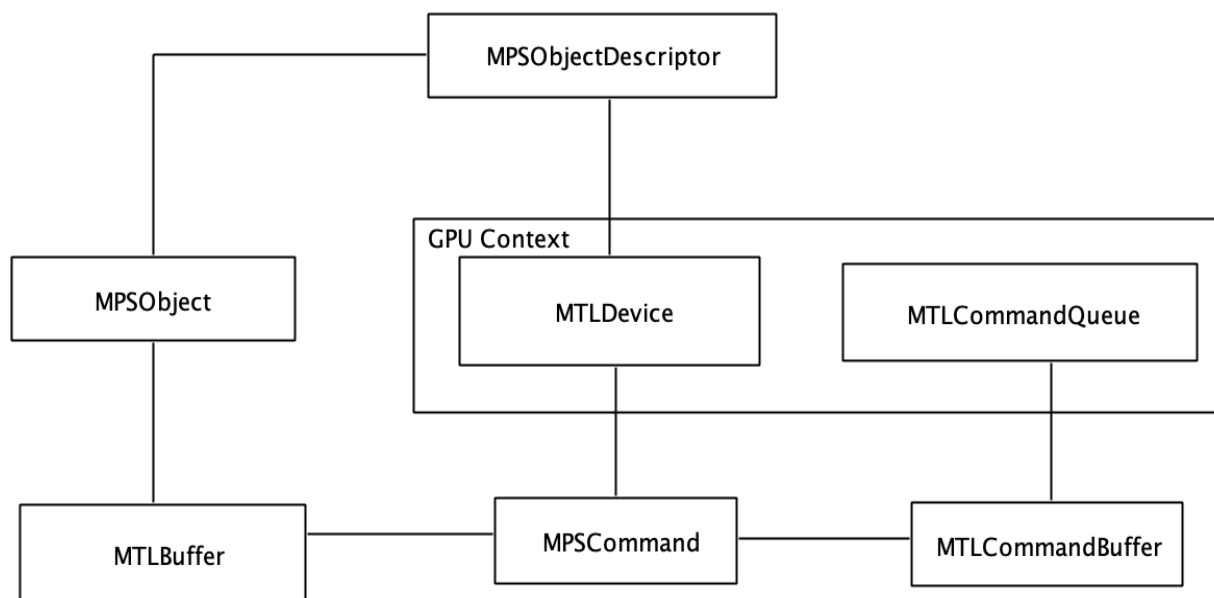 MPSObjectDescriptor
GPU Context
MPSObject
MTLDevice
MTLCommandQueue
MTLBuffer
MPSCommand
MTLCommandBuffer